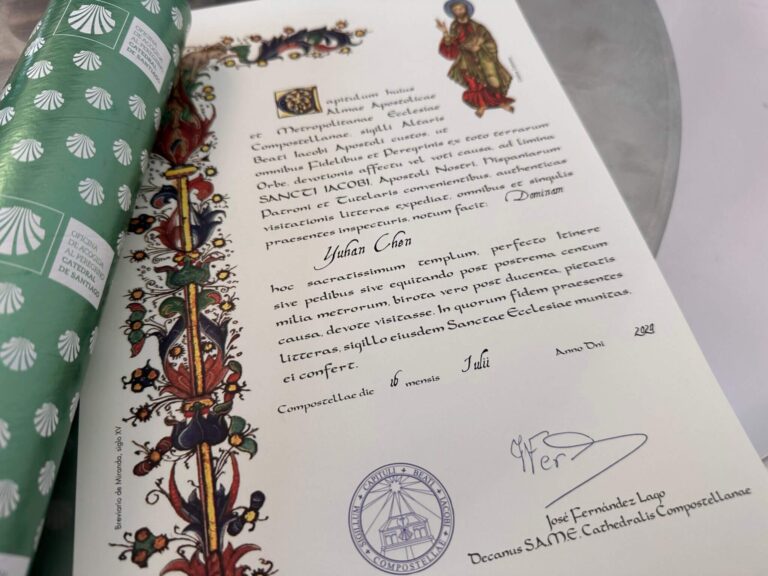 OFICINA
DE ACOGIDA
AL PEREGRINO
CATEDRAL
DE SANTIAGO
OFICINA
DE ACOGIDA
AL PEREGRINO
CATEDRAL
DE SANTIAGO
Capitulum huius
Almae Apostolicae
et Metropolitanae Ecclesiae
Compostellanae, sigilli Altaris
Beati Iacobi Apostoli custos, ut
omnibus Fidelibus et Peregrinis ex toto terrarum
Orbe, devotionis affectu vel voti causa, ad limina
SANCTI IACOBI, Apostoli Nostri, Hispaniarum
Patroni et Tutelaris convenientibus, authenticas
visitationis litteras expediat, omnibus et singulis
praesentes inspecturis, notum facit: Dominam
Yuhan Chen
hoc sacratissimum templum, perfecto Itinere
sive pedibus sive equitando post postrema centum
milia metrorum, birota vero post ducenta, pietatis
causa, devote visitasse. In quorum fidem praesentes
litteras, sigillo eiusdem Sanctae Ecclesiae munitas,
ei confert.
Compostellae die 16 mensis Iulii Anno Dni
SIGILLUM CAPITULI BEATI IACOBI COMPOSTELLAE
José Fernández Lago
Decanus S.A.M.E. Cathedralis Compostellanae
Breviario de Miranda, siglo XV